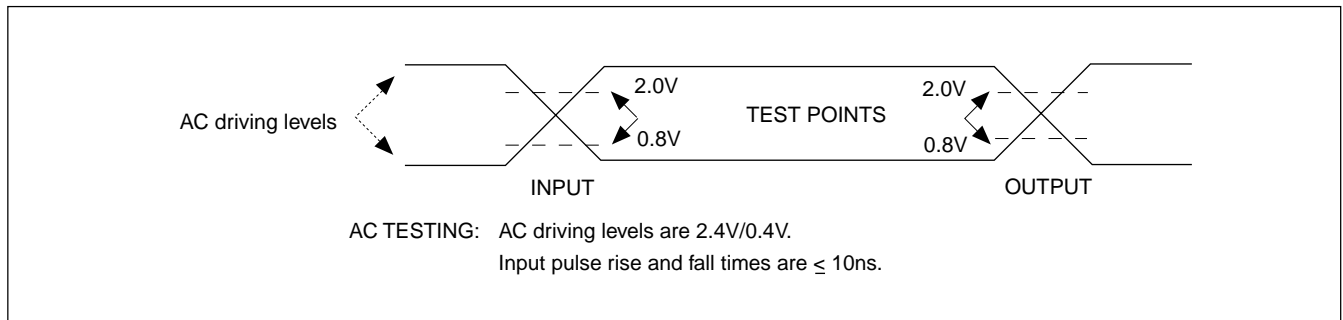 2.0V
2.0V
AC driving levels
TEST POINTS
0.8V
0.8V
INPUT
OUTPUT
AC TESTING: AC driving levels are 2.4V/0.4V.
Input pulse rise and fall times are ≤ 10ns.